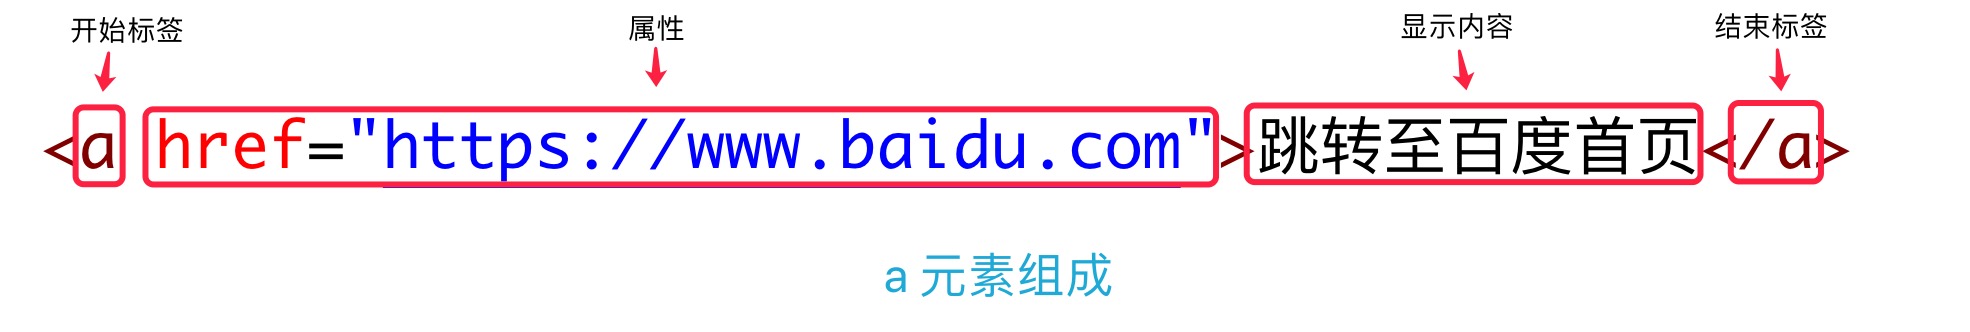 开始标签 属性 显示内容 结束标签
<a href="https://www.baidu.com">跳转至百度首页</a>
a 元素组成